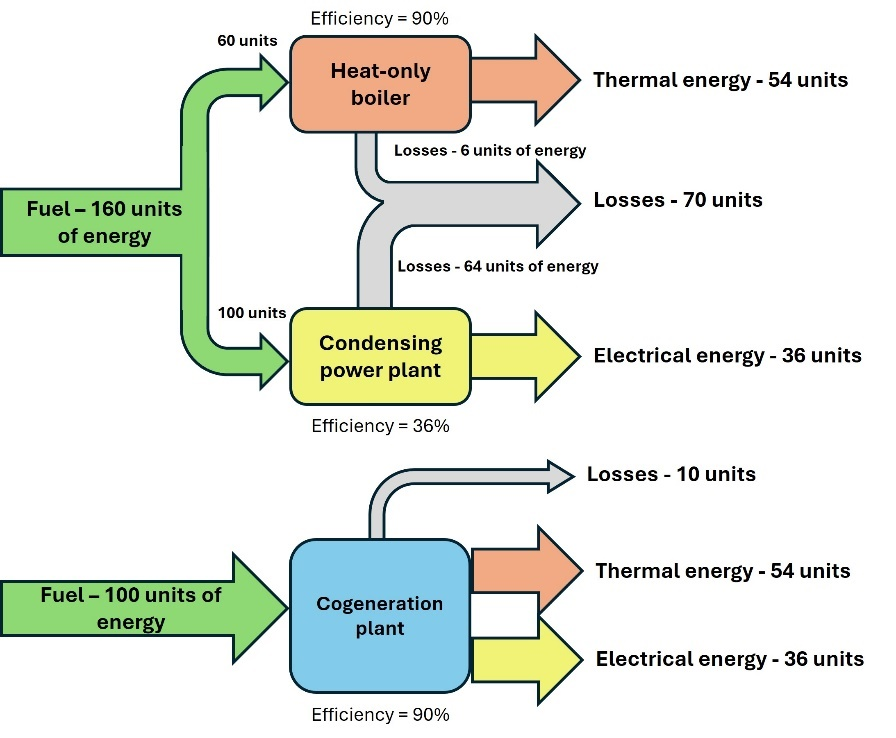 Efficiency = 90%
60 units
Heat-only
boiler
Thermal energy - 54 units
Losses - 6 units of energy
Fuel – 160 units
of energy
Losses - 70 units
Losses - 64 units of energy
100 units
Condensing
power plant
Electrical energy - 36 units
Efficiency = 36%
Losses - 10 units
Fuel – 100 units of
energy
Cogeneration
plant
Thermal energy - 54 units
Electrical energy - 36 units
Efficiency = 90%